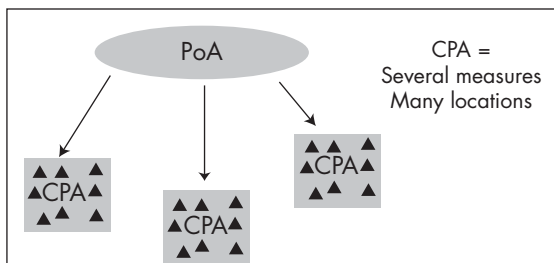 PoA
CPA =
Several measures
Many locations
CPA
CPA
CPA